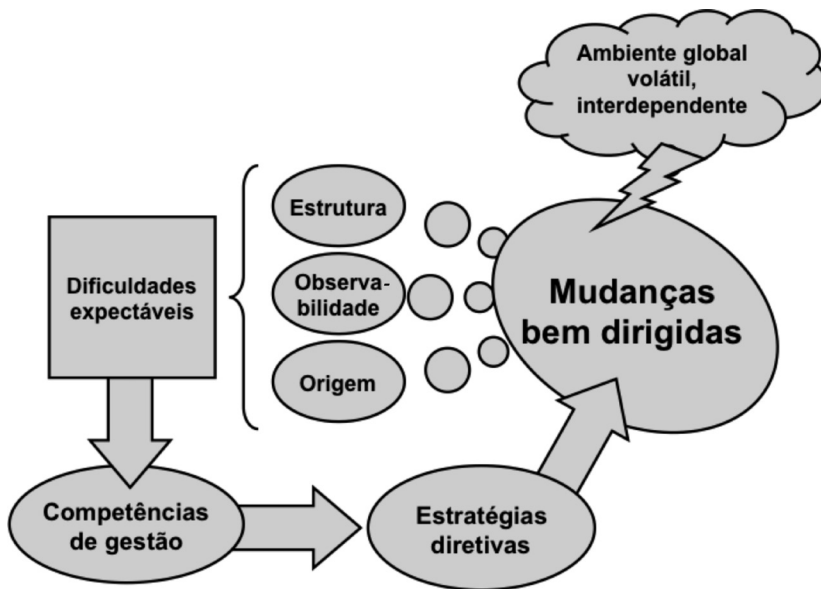 Ambiente global
volátil,
interdependente
Estrutura
Dificuldades
expectáveis
Observa-
bilidade
Mudanças
bem dirigidas
Origem
Competências
de gestão
Estratégias
diretivas